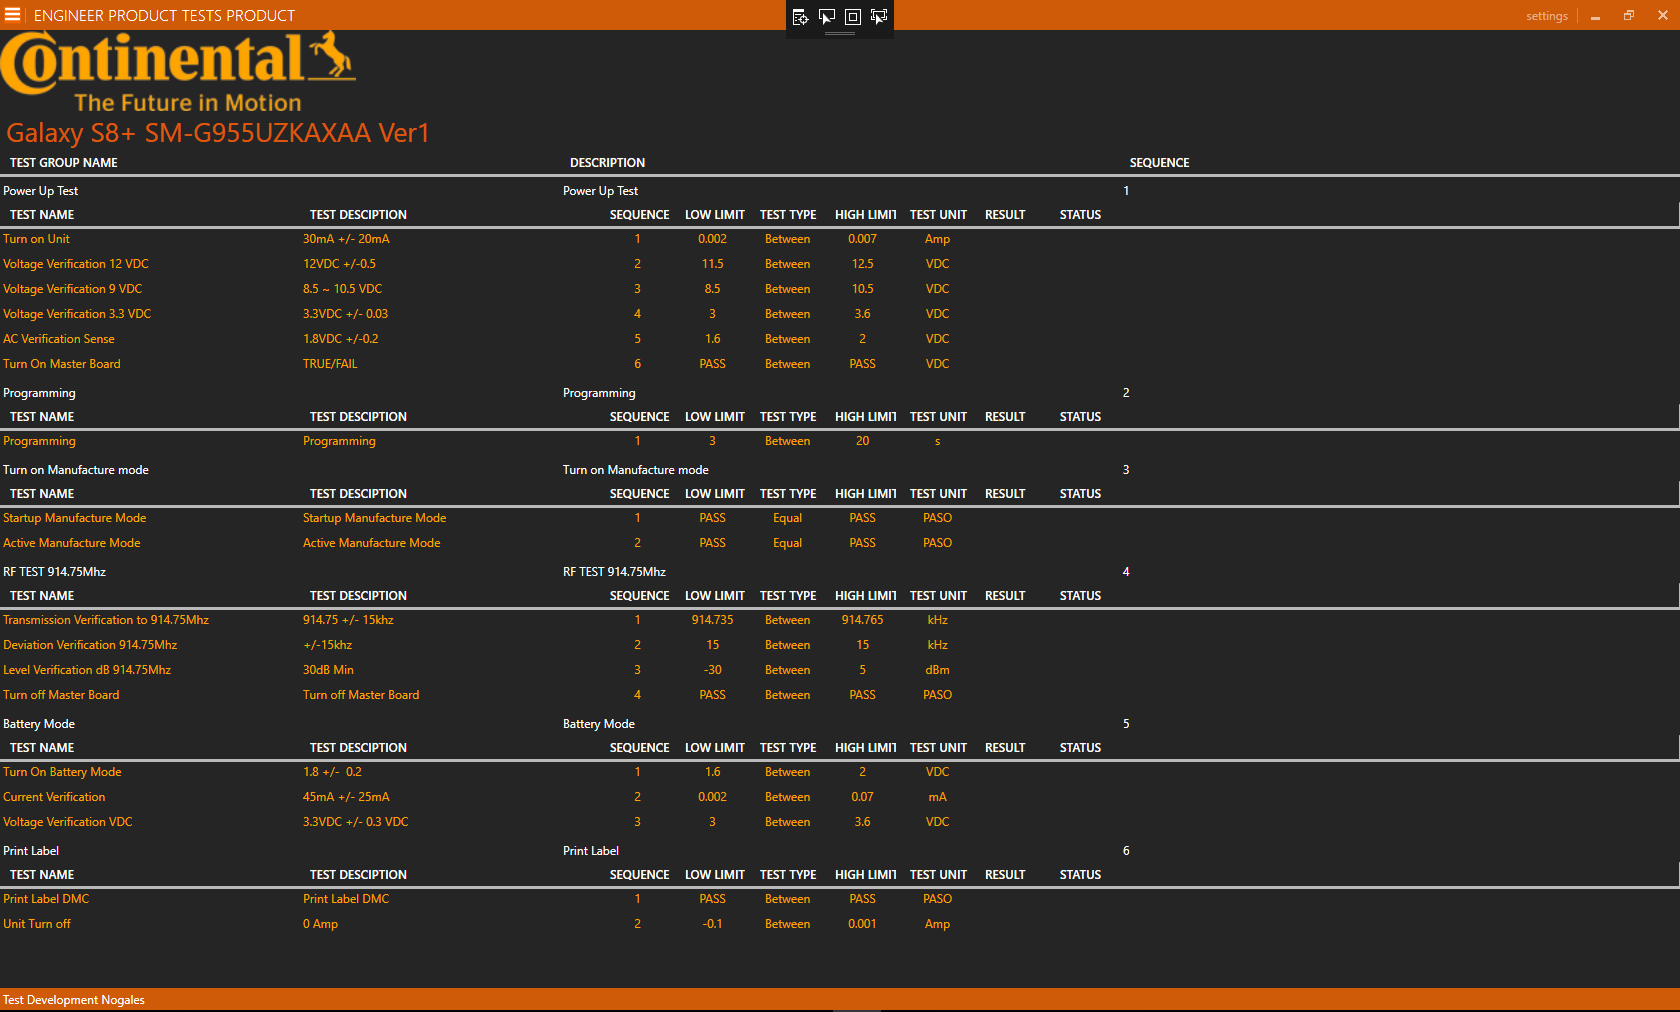 ENGINEER PRODUCT TESTS PRODUCT settings
Continental
The Future in Motion
Galaxy S8+ SM-G955UZKAXAA Ver1
TEST GROUP NAME DESCRIPTION SEQUENCE
Power Up Test Power Up Test 1
TEST NAME TEST DESCIPTION SEQUENCE LOW LIMIT TEST TYPE HIGH LIMIT TEST UNIT RESULT STATUS
Turn on Unit 30mA +/- 20mA 1 0.002 Between 0.007 Amp
Voltage Verification 12 VDC 12VDC +/-0.5 2 11.5 Between 12.5 VDC
Voltage Verification 9 VDC 8.5 ~ 10.5 VDC 3 8.5 Between 10.5 VDC
Voltage Verification 3.3 VDC 3.3VDC +/- 0.03 4 3 Between 3.6 VDC
AC Verification Sense 1.8VDC +/-0.2 5 1.6 Between 2 VDC
Turn On Master Board TRUE/FAIL 6 PASS Between PASS VDC
Programming Programming 2
TEST NAME TEST DESCIPTION SEQUENCE LOW LIMIT TEST TYPE HIGH LIMIT TEST UNIT RESULT STATUS
Programming Programming 1 3 Between 20 s
Turn on Manufacture mode Turn on Manufacture mode 3
TEST NAME TEST DESCIPTION SEQUENCE LOW LIMIT TEST TYPE HIGH LIMIT TEST UNIT RESULT STATUS
Startup Manufacture Mode Startup Manufacture Mode 1 PASS Equal PASS PASO
Active Manufacture Mode Active Manufacture Mode 2 PASS Equal PASS PASO
RF TEST 914.75Mhz RF TEST 914.75Mhz 4
TEST NAME TEST DESCIPTION SEQUENCE LOW LIMIT TEST TYPE HIGH LIMIT TEST UNIT RESULT STATUS
Transmission Verification to 914.75Mhz 914.75 +/- 15khz 1 914.735 Between 914.765 kHz
Deviation Verification 914.75Mhz +/-15khz 2 15 Between 15 kHz
Level Verification dB 914.75Mhz 30dB Min 3 -30 Between 5 dBm
Turn off Master Board Turn off Master Board 4 PASS Between PASS PASO
Battery Mode Battery Mode 5
TEST NAME TEST DESCIPTION SEQUENCE LOW LIMIT TEST TYPE HIGH LIMIT TEST UNIT RESULT STATUS
Turn On Battery Mode 1.8 +/- 0.2 1 1.6 Between 2 VDC
Current Verification 45mA +/- 25mA 2 0.002 Between 0.07 mA
Voltage Verification VDC 3.3VDC +/- 0.3 VDC 3 3 Between 3.6 VDC
Print Label Print Label 6
TEST NAME TEST DESCIPTION SEQUENCE LOW LIMIT TEST TYPE HIGH LIMIT TEST UNIT RESULT STATUS
Print Label DMC Print Label DMC 1 PASS Between PASS PASO
Unit Turn off 0 Amp 2 -0.1 Between 0.001 Amp
Test Development Nogales